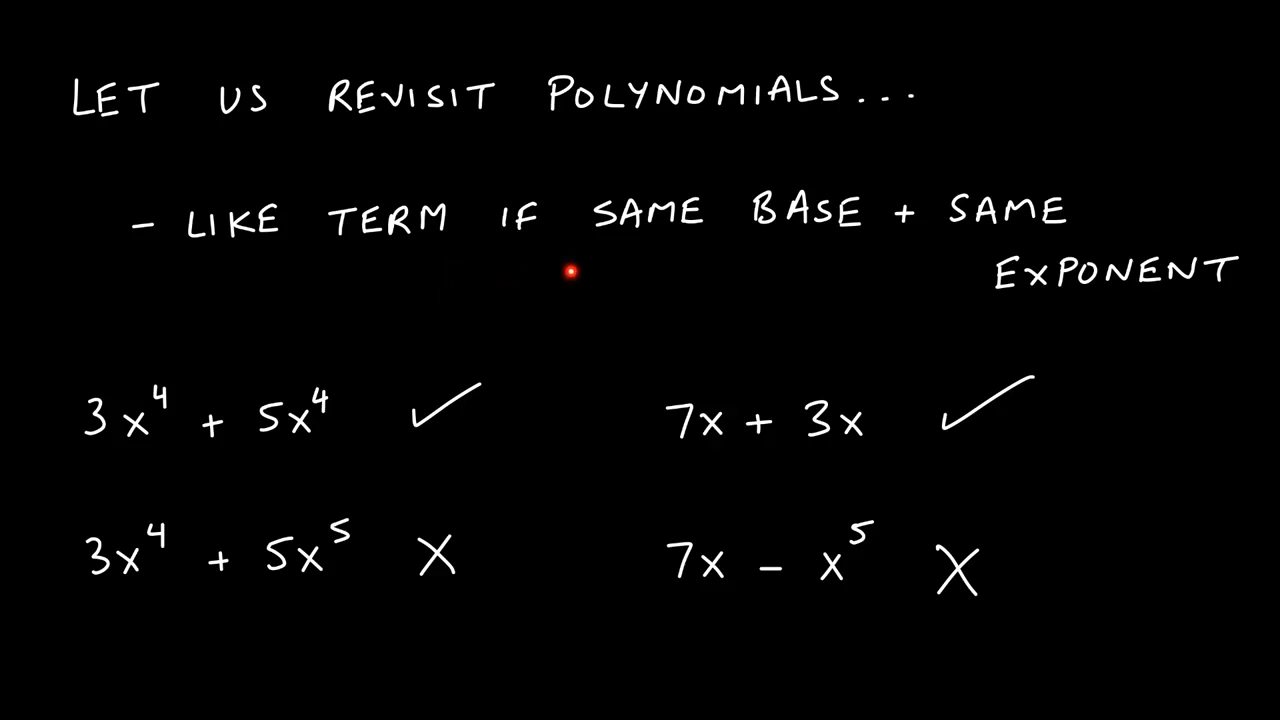 LET US REVISIT POLYNOMIALS...
- LIKE TERM IF SAME BASE + SAME
EXPONENT
3x⁴ + 5x⁴ ✓ 7x + 3x ✓
3x⁴ + 5x⁵ X 7x - x⁵ X